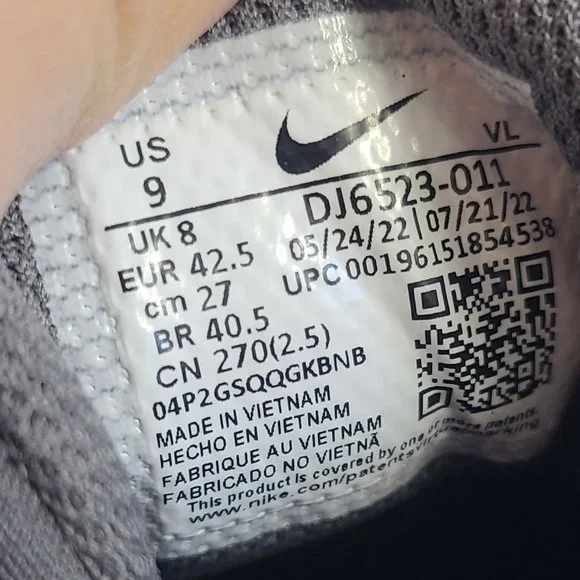 US
9
VL
UK 8
DJ6523-011
EUR 42.5
05/24/22|07/21/22
cm 27
UPC 00196151854538
BR 40.5
CN 270(2.5)
04P2GSQQGKBNB
MADE IN VIETNAM
HECHO EN VIETNAM
FABRIQUE AU VIETNAM
FABRICADO NO VIETNÃ
This product is covered by one or more patents.
www.nike.com/patentsvirtualmarking